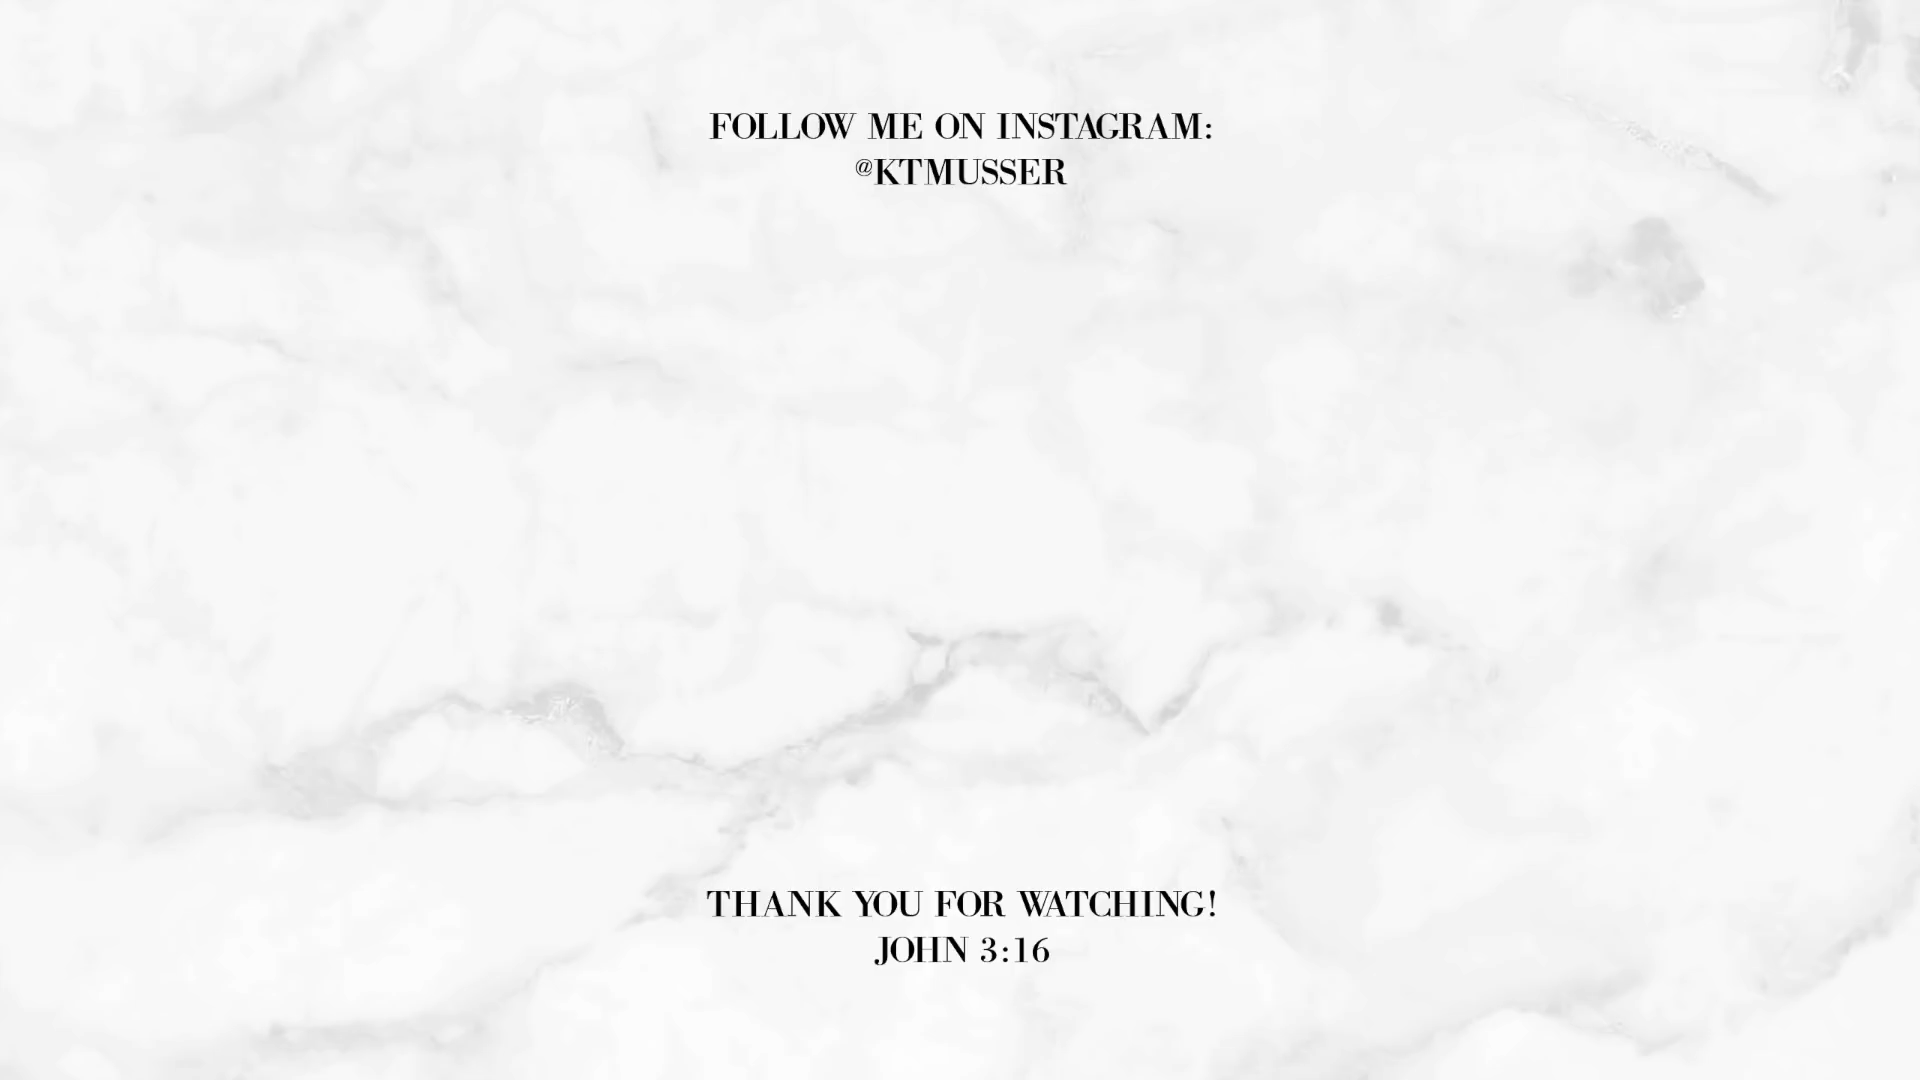 FOLLOW ME ON INSTAGRAM:
@KTMUSSER
THANK YOU FOR WATCHING!
JOHN 3:16